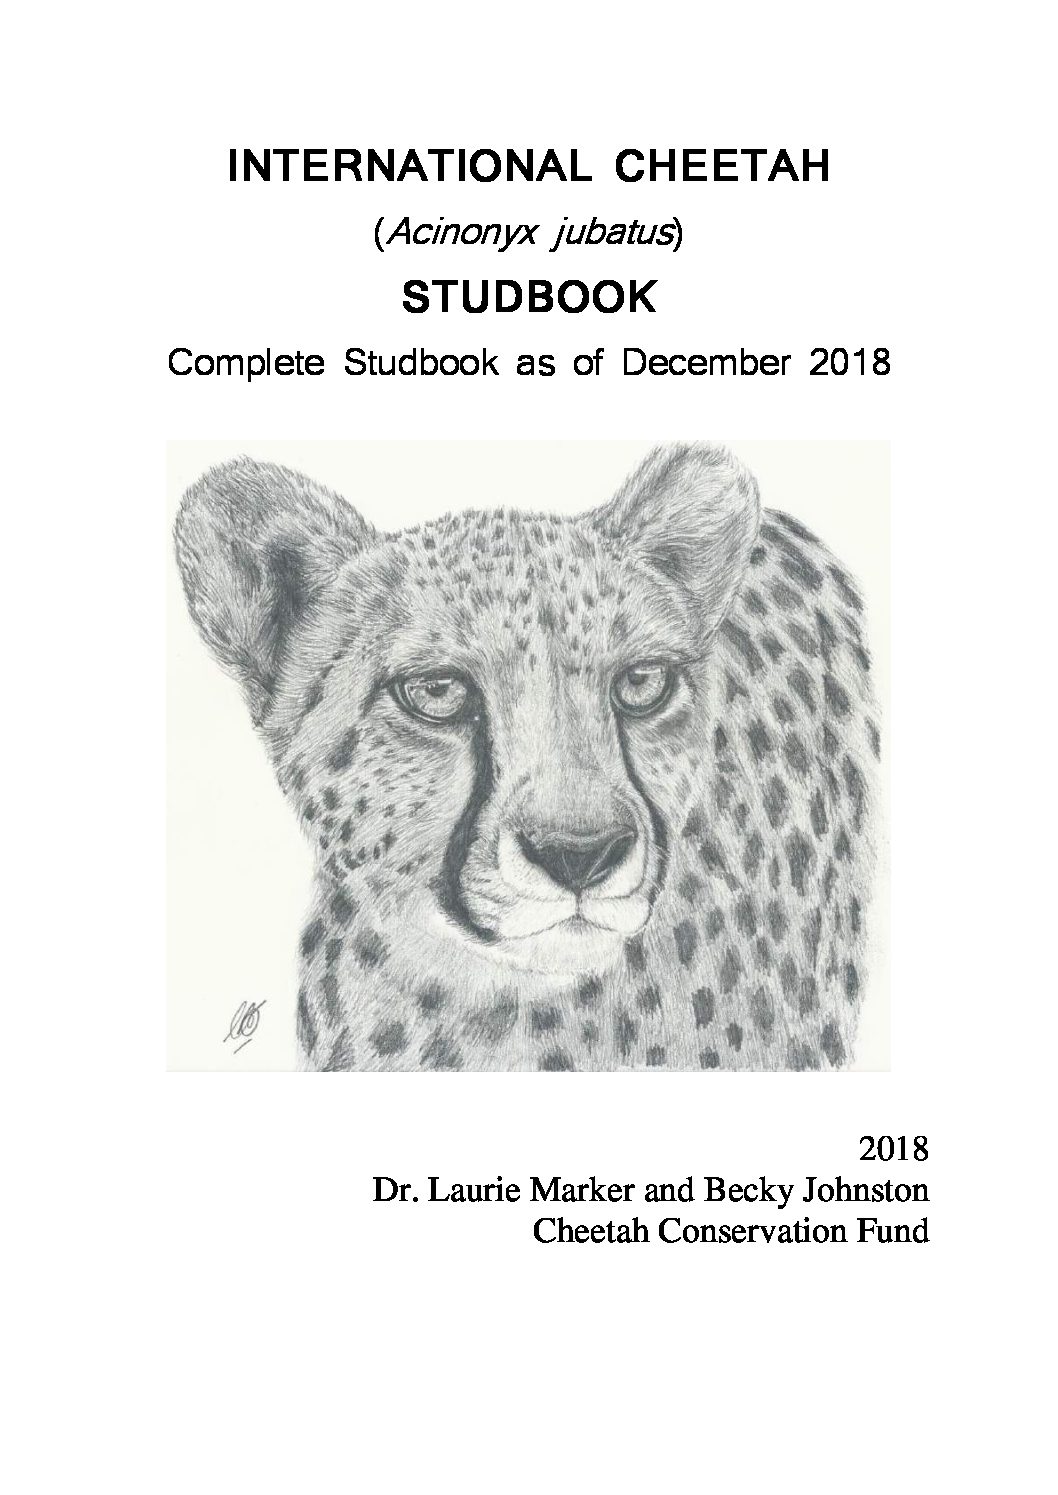 INTERNATIONAL CHEETAH
(Acinonyx jubatus)
STUDBOOK
Complete Studbook as of December 2018
2018
Dr. Laurie Marker and Becky Johnston
Cheetah Conservation Fund